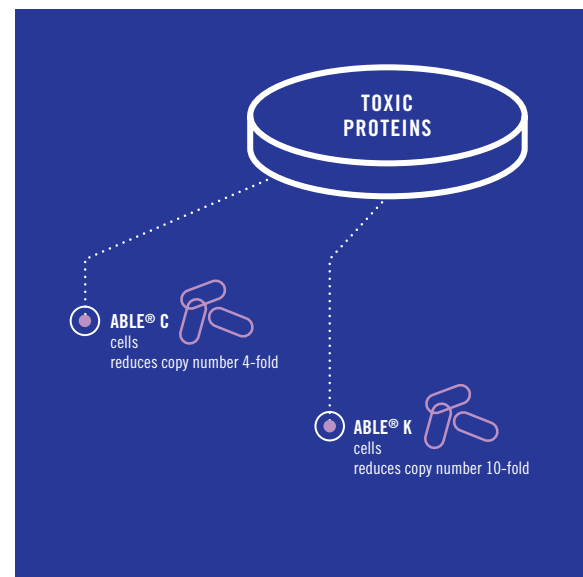 TOXIC
PROTEINS
ABLE® C
cells
reduces copy number 4-fold
ABLE® K
cells
reduces copy number 10-fold